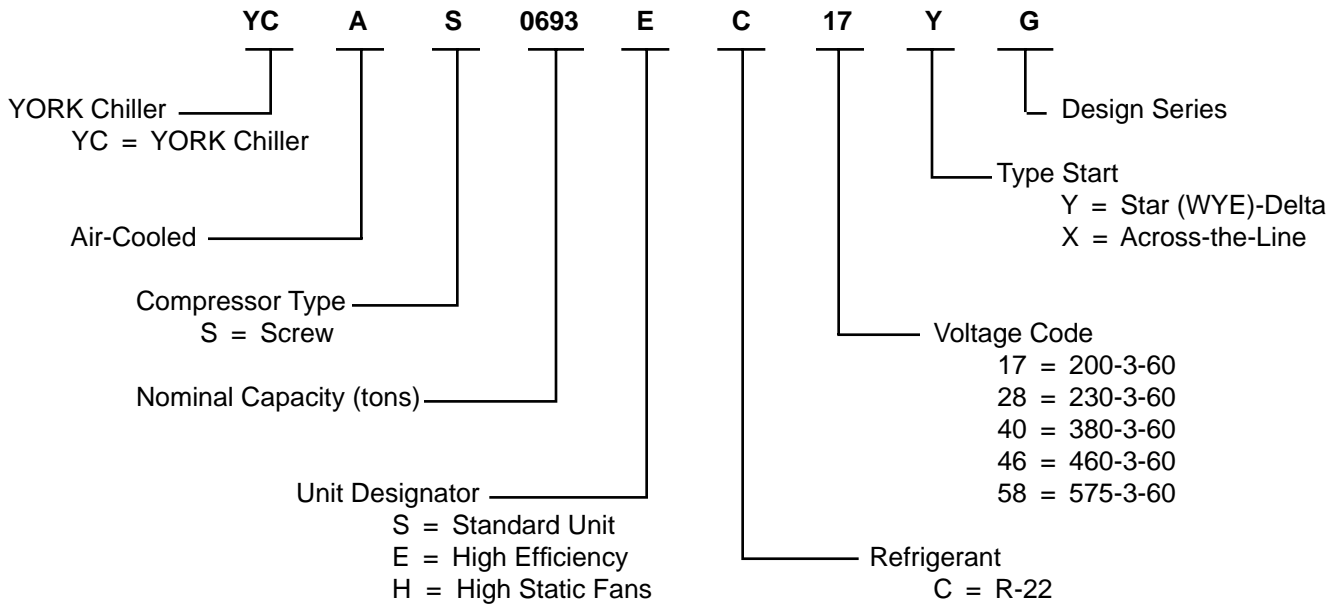 YC A S 0693 E C 17 Y G
YORK Chiller
YC = YORK Chiller
Design Series
Type Start
Y = Star (WYE)-Delta
X = Across-the-Line
Air-Cooled
Compressor Type
S = Screw
Voltage Code
17 = 200-3-60
28 = 230-3-60
40 = 380-3-60
46 = 460-3-60
58 = 575-3-60
Nominal Capacity (tons)
Unit Designator
S = Standard Unit
E = High Efficiency
H = High Static Fans
Refrigerant
C = R-22